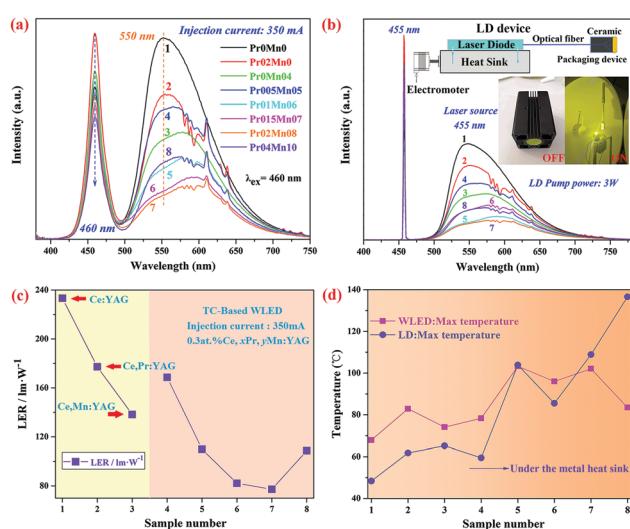 (a)
Injection current: 350 mA
550 nm
Pr0Mn0
Pr02Mn0
Pr0Mn04
Pr005Mn05
Pr01Mn06
Pr015Mn07
Pr02Mn08
Pr04Mn10
1
2
4
3
8
5
6
7
λex= 460 nm
460 nm
Intensity (a.u.)
400 450 500 550 600 650 700 750
Wavelength (nm)
(b)
455 nm
LD device
Laser Diode
Heat Sink
Optical fiber
Ceramic
Packaging device
Electrometer
Laser source
455 nm
OFF
ON
LD Pump power: 3W
1
2
4
3
6
8
5
7
Intensity (a.u.)
400 450 500 550 600 650 700 750
Wavelength (nm)
(c)
Ce:YAG
Ce,Pr:YAG
Ce,Mn:YAG
TC-Based WLED
Injection current : 350mA
0.3at.%Ce, xPr, yMn:YAG
LER / lm·W-1
LER / lm·W-1
240
200
160
120
80
1 2 3 4 5 6 7 8
Sample number
(d)
WLED:Max temperature
LD:Max temperature
Under the metal heat sink
Temperature (℃)
140
120
100
80
60
40
1 2 3 4 5 6 7 8
Sample number